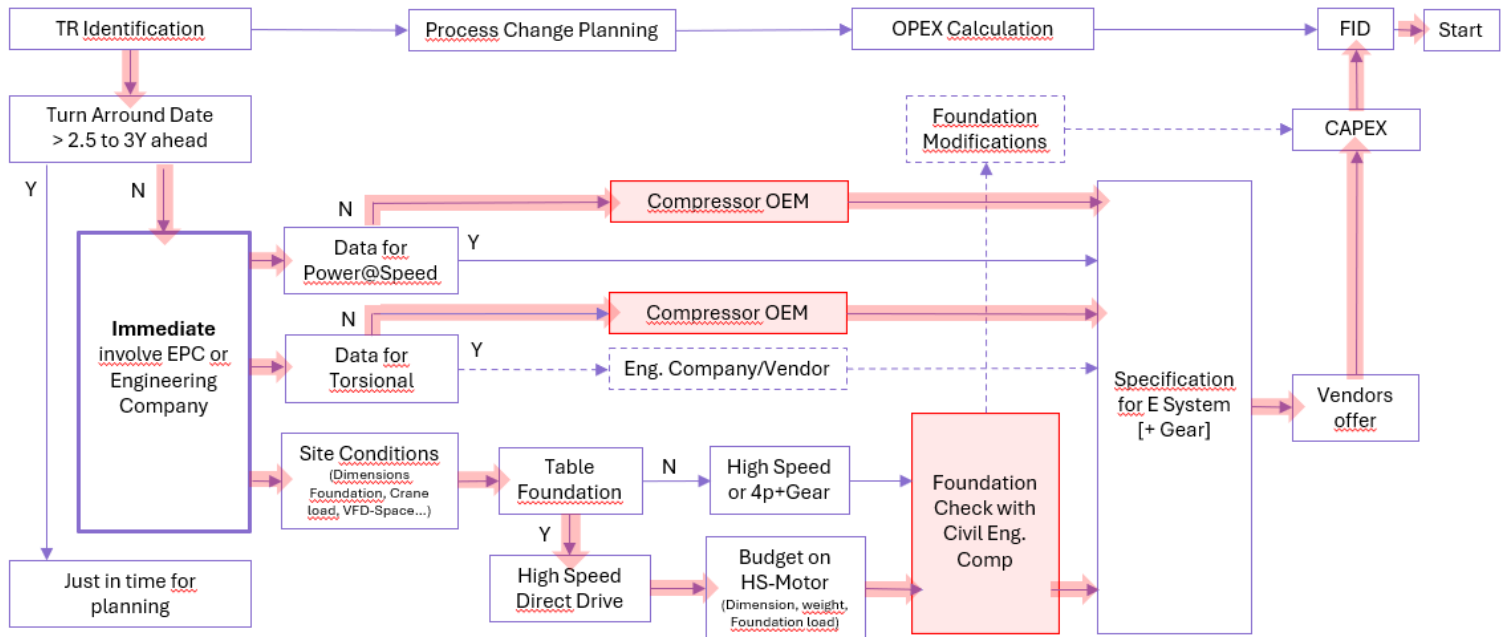 TR Identification
Process Change Planning
OPEX Calculation
FID
Start
Turn Arround Date
> 2.5 to 3Y ahead
Foundation
Modifications
CAPEX
Y
N
N
Compressor OEM
Data for
Power@Speed
Y
Immediate
involve EPC or
Engineering
Company
N
Compressor OEM
Data for
Torsional
Y
Eng. Company/Vendor
Specification
for E System
[+ Gear]
Vendors
offer
Site Conditions
(Dimensions
Foundation, Crane
load, VFD-Space...)
Table
Foundation
N
High Speed
or 4p+Gear
Foundation
Check with
Civil Eng.
Comp
Y
High Speed
Direct Drive
Budget on
HS-Motor
(Dimension, weight,
Foundation load)
Just in time for
planning